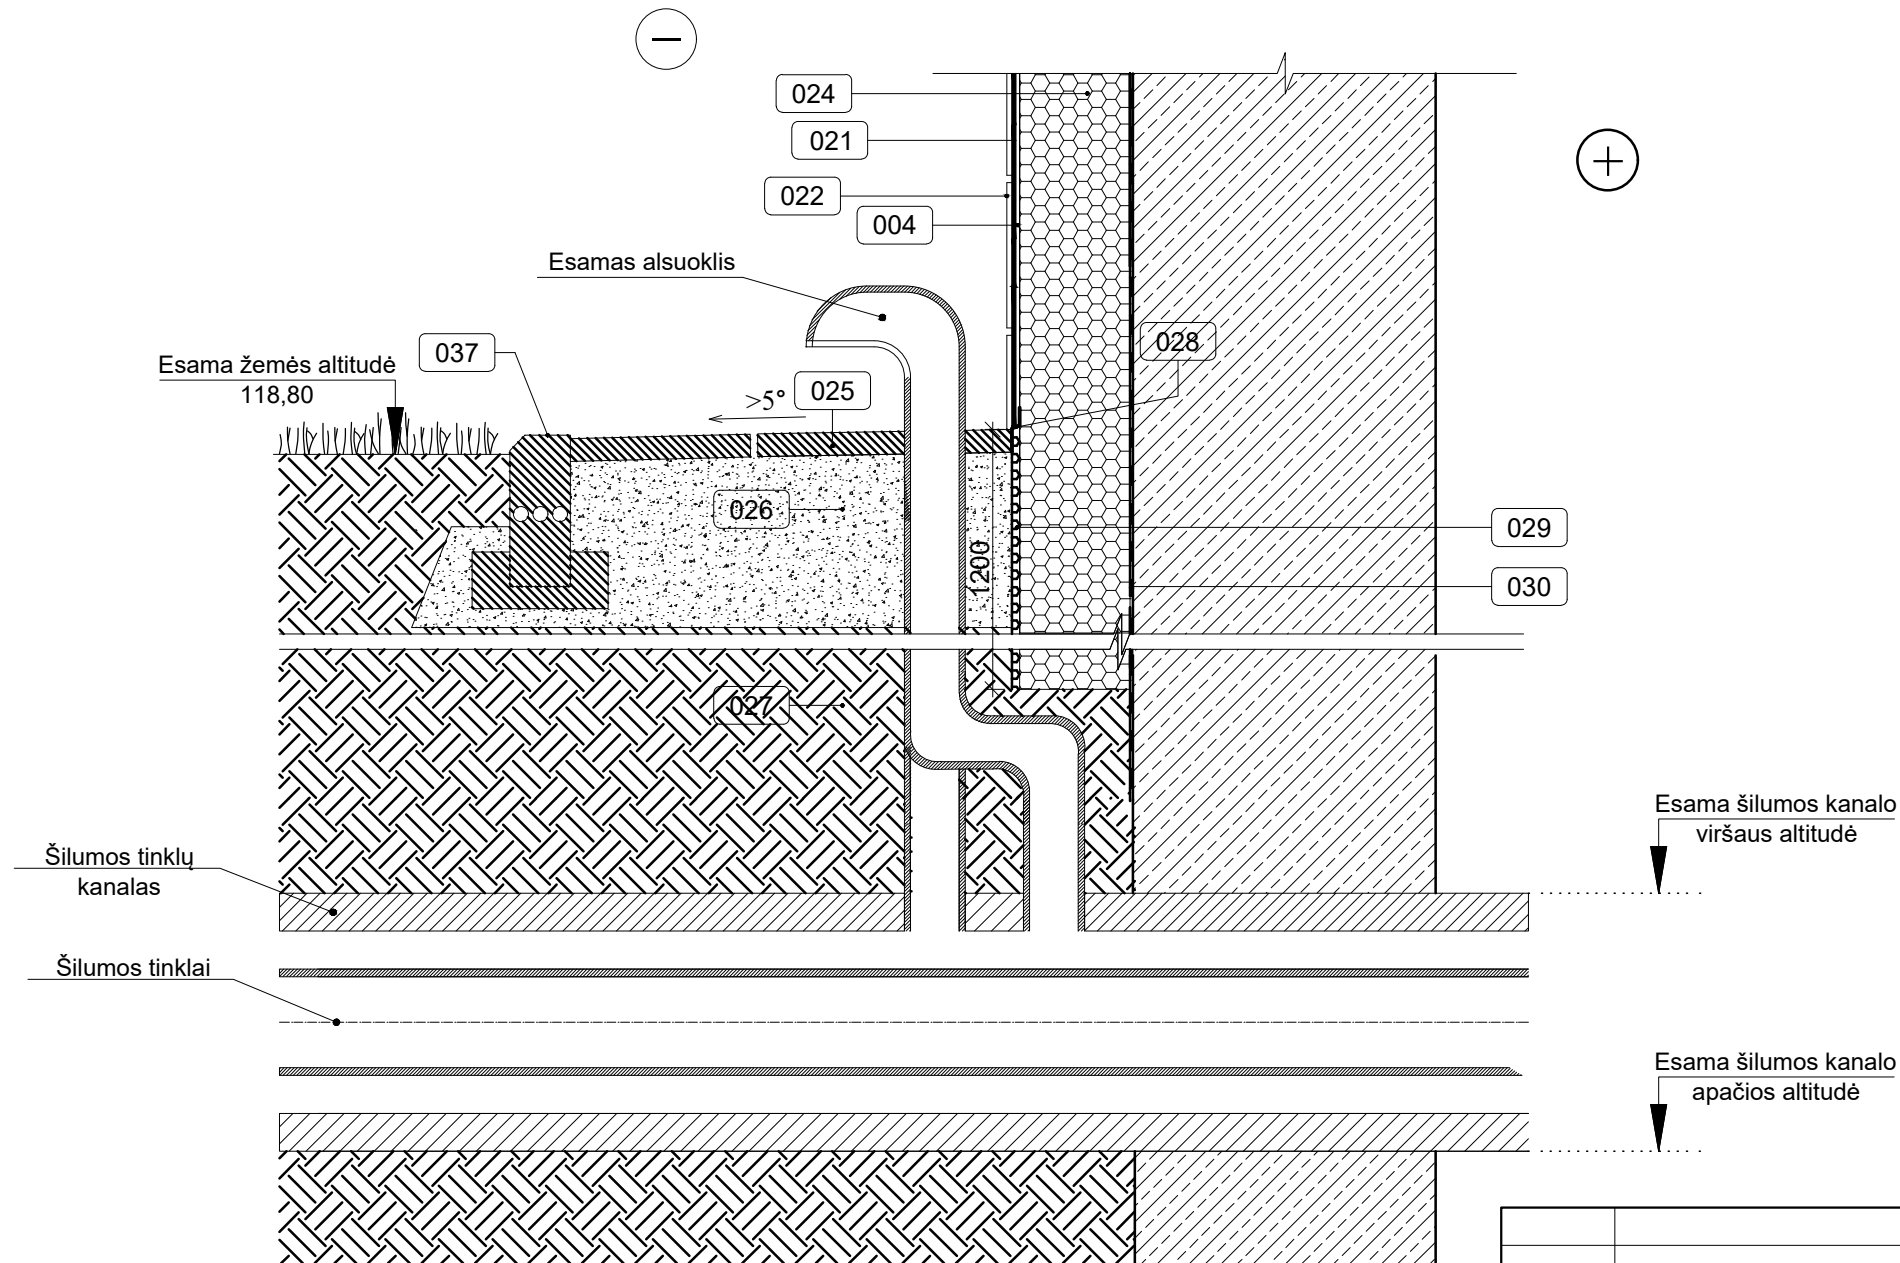 024
021
022
004
Esamas alsuoklis
037
028
Esama žemės altitudė
118,80
>5°
025
026
029
1200
030
027
Esama šilumos kanalo
viršaus altitudė
Šilumos tinklų
kanalas
Šilumos tinklai
Esama šilumos kanalo
apačios altitudė